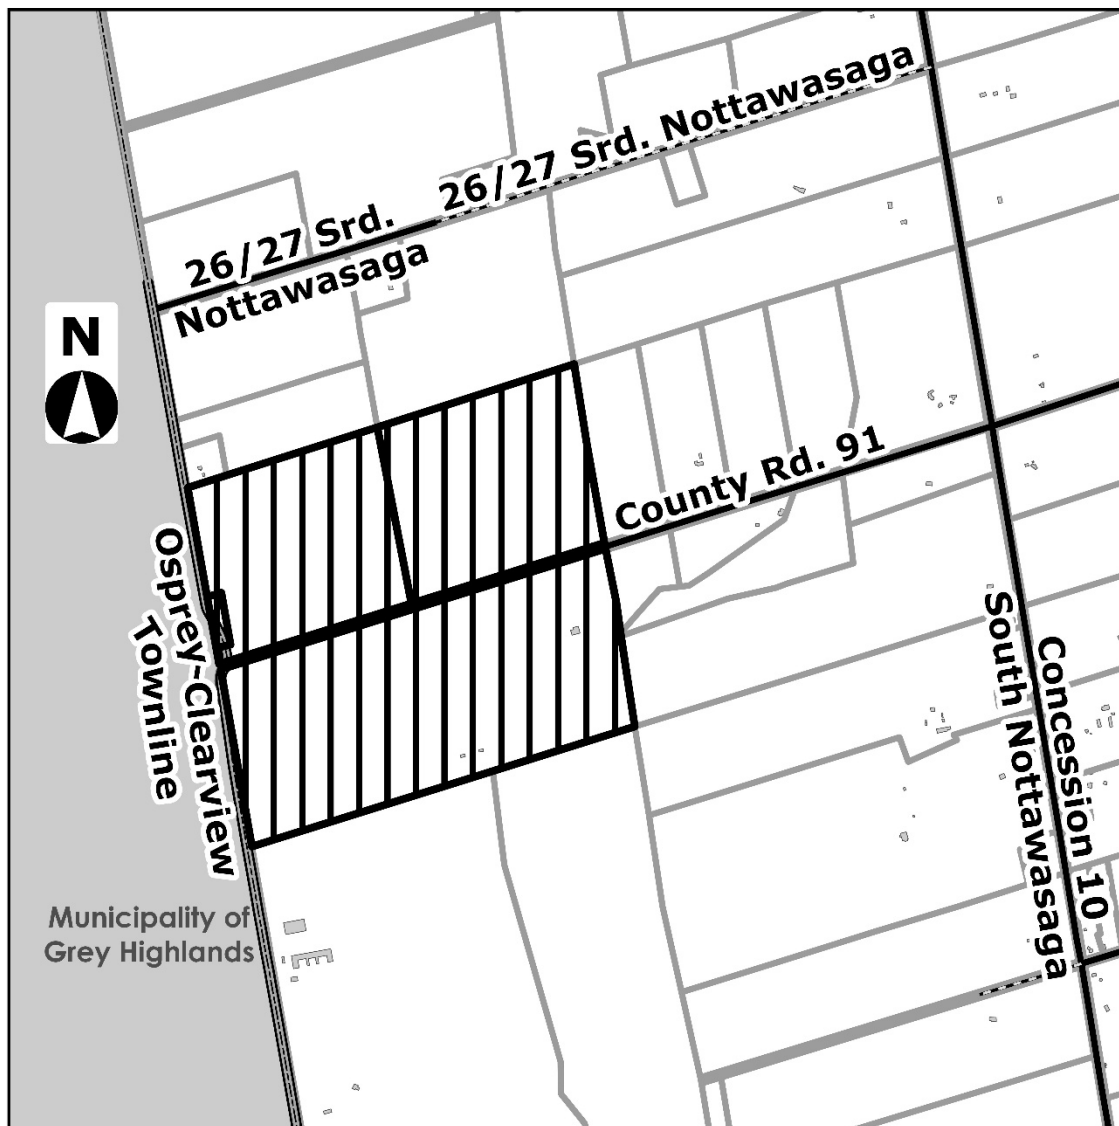 26/27 Srd. Nottawasaga
26/27 Srd.
Nottawasaga
N
County Rd. 91
Osprey-Clearview
Townline
Concession 10
South Nottawasaga
Municipality of
Grey Highlands